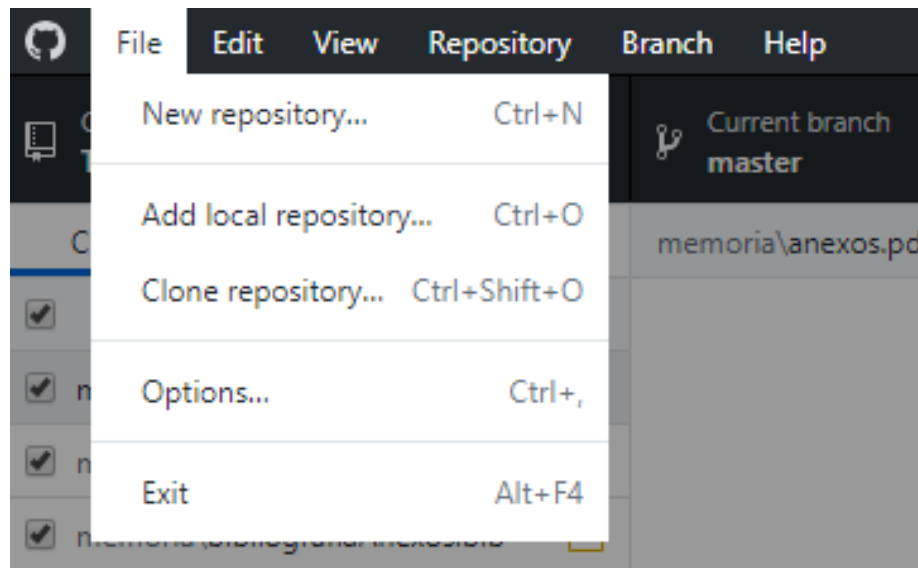 File Edit View Repository Branch Help
New repository... Ctrl+N
Current branch
master
Add local repository... Ctrl+O
memoria\anexos.pd
Clone repository... Ctrl+Shift+O
Options... Ctrl+,
Exit Alt+F4